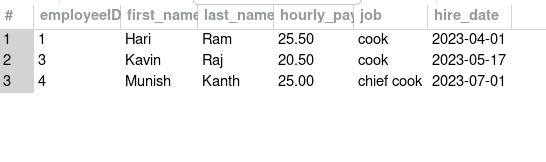 # employeeID first_name last_name hourly_pay job hire_date
1 1 Hari Ram 25.50 cook 2023-04-01
2 3 Kavin Raj 20.50 cook 2023-05-17
3 4 Munish Kanth 25.00 chief cook 2023-07-01